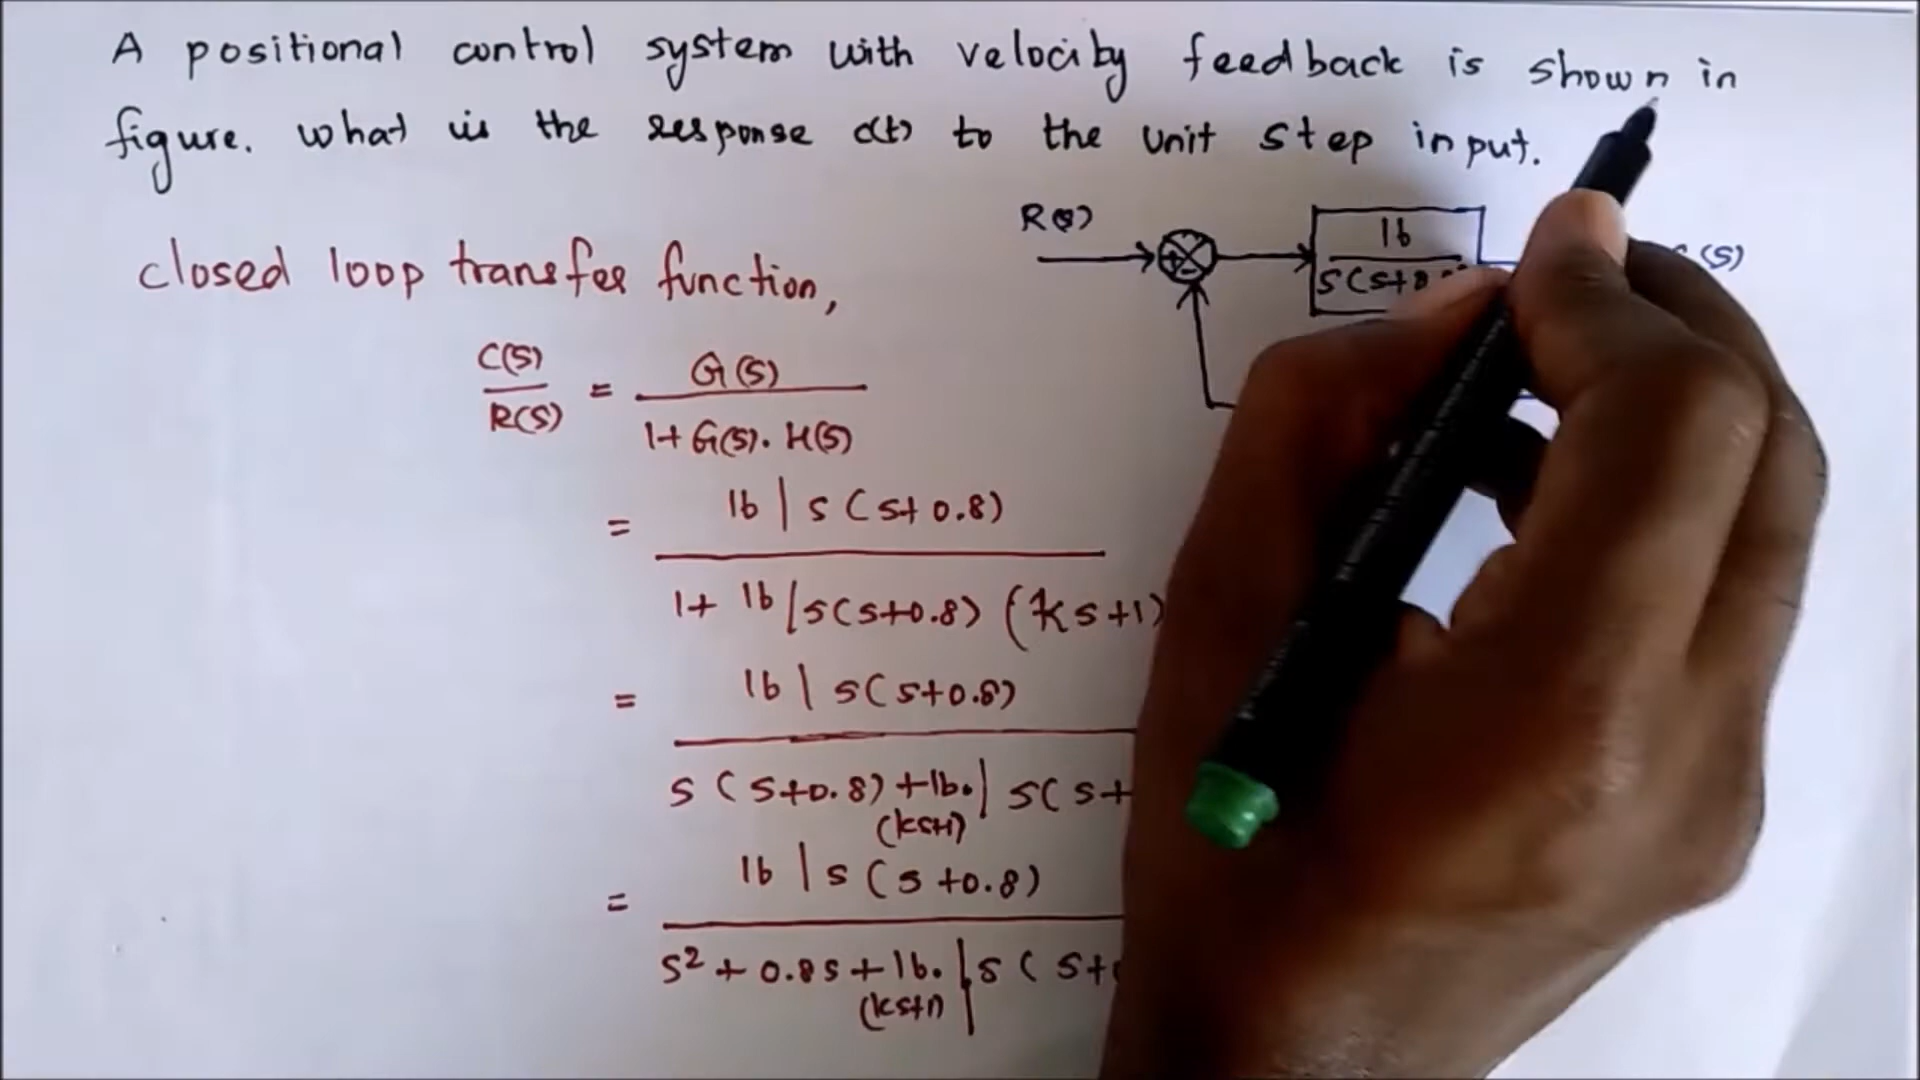 A positional control system with velocity feedback is shown in
figure. what is the response c(t) to the unit step input.
R(s)
16
s(s+0.8
(s)
closed loop transfer function,
C(s)
R(s)
= G(s)
1+ G(s). H(s)
= 16 / s (s+ 0.8)
1+ 16 / s(s+0.8) (ks+1)
= 16 / s(s+0.8)
s (s+0.8) +16. / s(s+
(ks+1)
= 16 / s (s+0.8)
s² + 0.8s + 16. / s (s+
(ks+1)